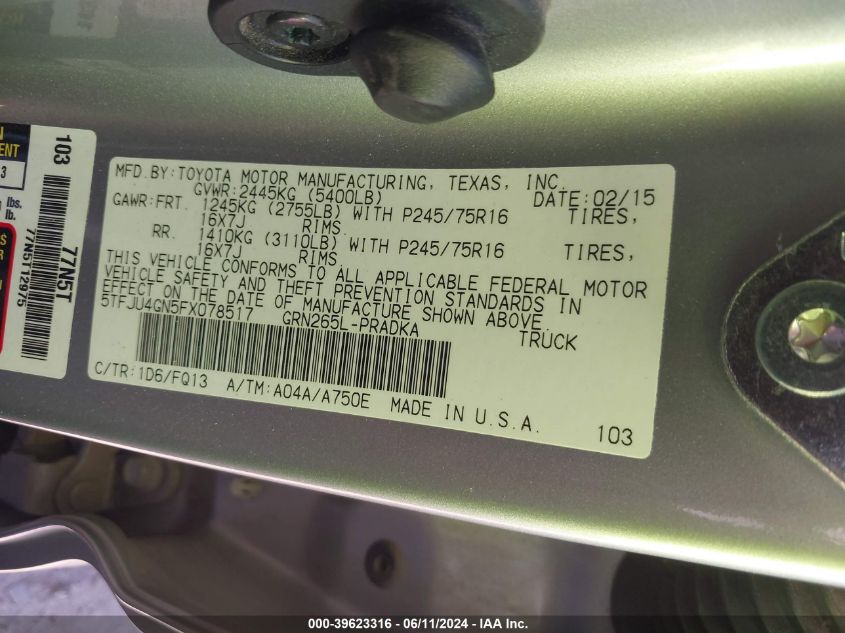 MFD.BY:TOYOTA MOTOR MANUFACTURING, TEXAS, INC.
GVWR:2445KG (5400LB) DATE:02/15
GAWR:FRT. 1245KG (2755LB) WITH P245/75R16 TIRES,
16X7J RIMS.
RR. 1410KG (3110LB) WITH P245/75R16 TIRES,
16X7J RIMS.
THIS VEHICLE CONFORMS TO ALL APPLICABLE FEDERAL MOTOR
VEHICLE SAFETY AND THEFT PREVENTION STANDARDS IN
EFFECT ON THE DATE OF MANUFACTURE SHOWN ABOVE.
5TFJU4GN5FX078517 GRN265L-PRADKA TRUCK
C/TR:1D6/FQ13 A/TM:A04A/A750E MADE IN U.S.A.
103
103
77N5T
77N5T12975
lbs.
lb.
000-39623316 - 06/11/2024 - IAA Inc.